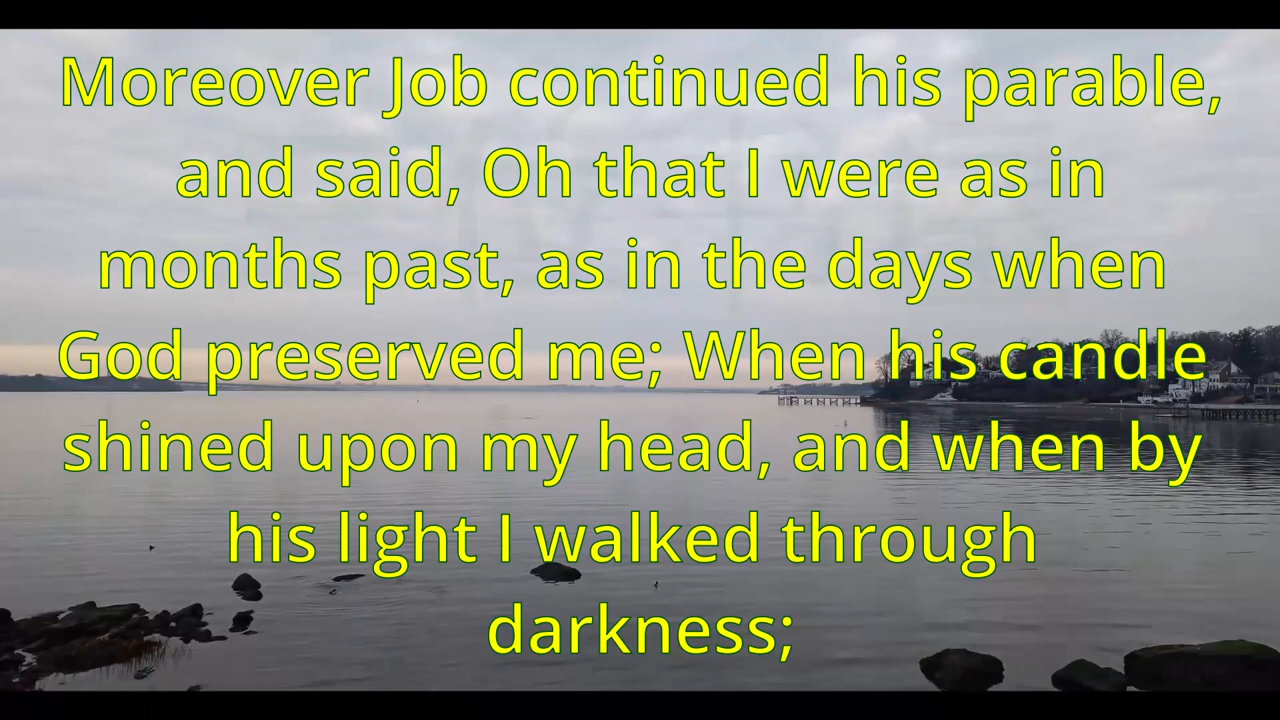 Moreover Job continued his parable,
and said, Oh that I were as in
months past, as in the days when
God preserved me; When his candle
shined upon my head, and when by
his light I walked through
darkness;